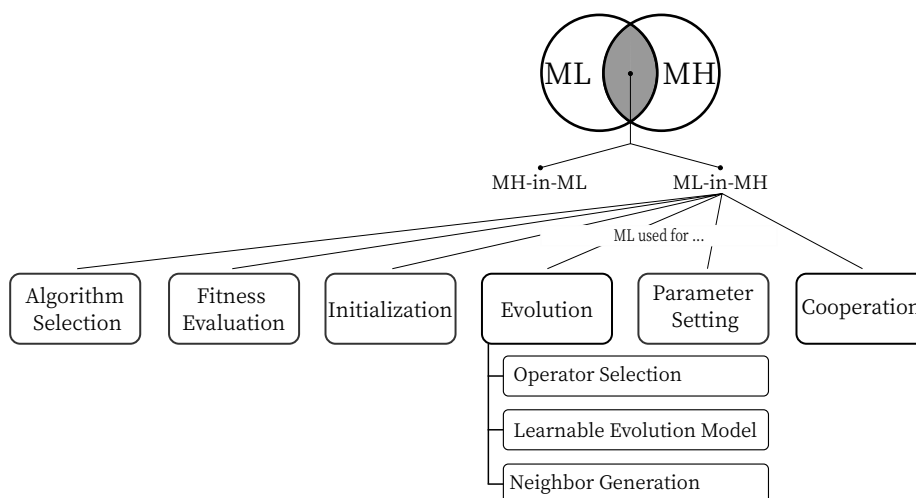 ML
MH
MH-in-ML
ML-in-MH
ML used for ...
Algorithm
Selection
Fitness
Evaluation
Initialization
Evolution
Parameter
Setting
Cooperation
Operator Selection
Learnable Evolution Model
Neighbor Generation